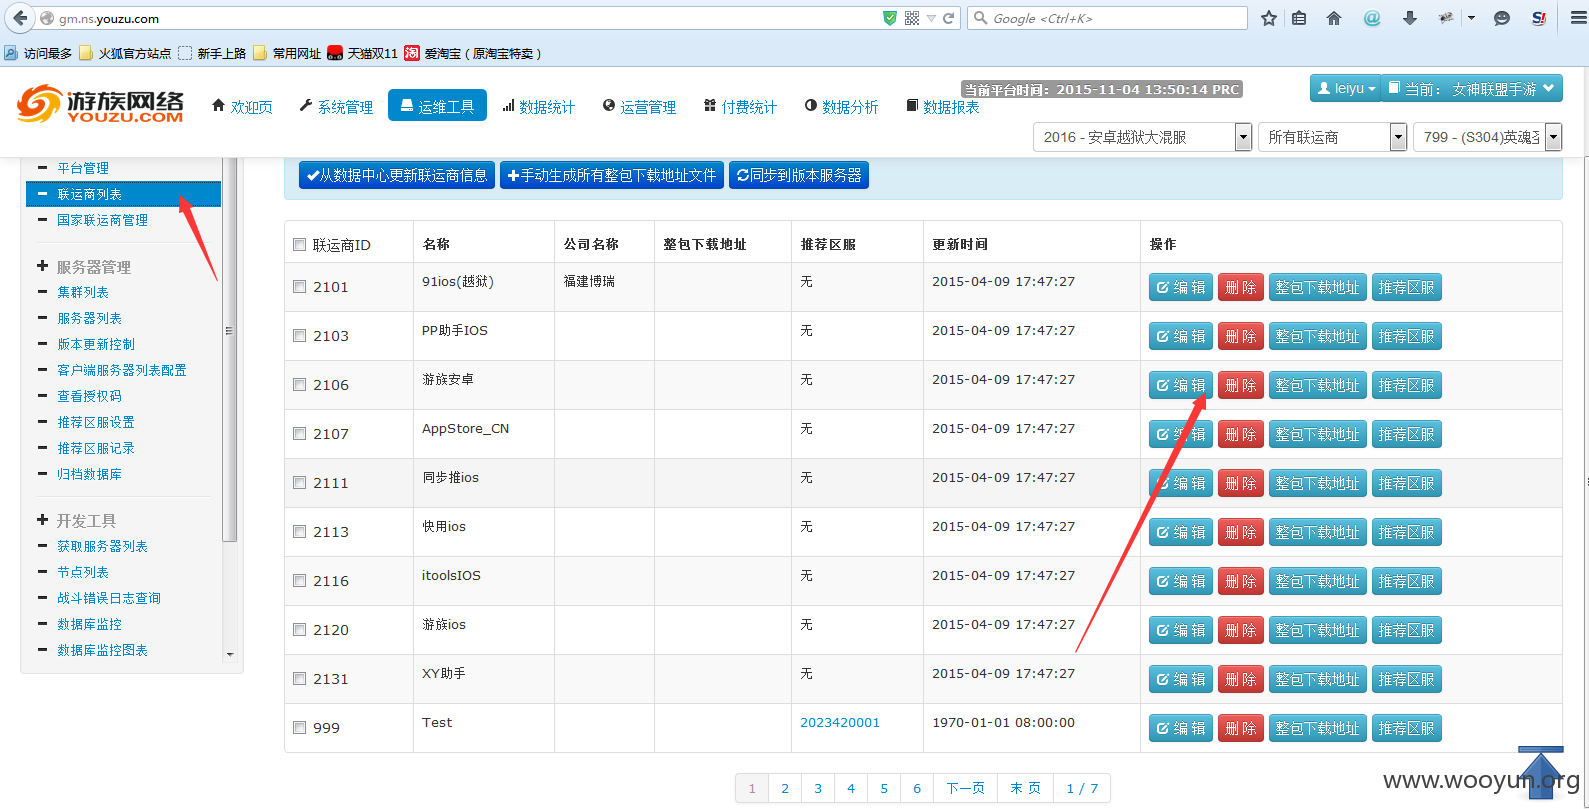 gm.ns.youzu.com
Google <Ctrl+K>
访问最多 火狐官方站点 新手上路 常用网址 天猫双11 淘 爱淘宝（原淘宝特卖）
游族网络
YOUZU.COM
欢迎页 系统管理 运维工具 数据统计 运营管理 付费统计 数据分析 数据报表
当前平台时间：2015-11-04 13:50:14 PRC
leiyu 当前： 女神联盟手游
2016 - 安卓越狱大混服 所有联运商 799 - (S304)英魂圣
平台管理
联运商列表
国家联运商管理
服务器管理
集群列表
服务器列表
版本更新控制
客户端服务器列表配置
查看授权码
推荐区服设置
推荐区服记录
归档数据库
开发工具
获取服务器列表
节点列表
战斗错误日志查询
数据库监控
数据库监控图表
从数据中心更新联运商信息 手动生成所有整包下载地址文件 同步到版本服务器
联运商ID 名称 公司名称 整包下载地址 推荐区服 更新时间 操作
2101 91ios(越狱) 福建博瑞 无 2015-04-09 17:47:27 编 辑 删 除 整包下载地址 推荐区服
2103 PP助手IOS 无 2015-04-09 17:47:27 编 辑 删 除 整包下载地址 推荐区服
2106 游族安卓 无 2015-04-09 17:47:27 编 辑 删 除 整包下载地址 推荐区服
2107 AppStore_CN 无 2015-04-09 17:47:27 编 辑 删 除 整包下载地址 推荐区服
2111 同步推ios 无 2015-04-09 17:47:27 编 辑 删 除 整包下载地址 推荐区服
2113 快用ios 无 2015-04-09 17:47:27 编 辑 删 除 整包下载地址 推荐区服
2116 itoolsIOS 无 2015-04-09 17:47:27 编 辑 删 除 整包下载地址 推荐区服
2120 游族ios 无 2015-04-09 17:47:27 编 辑 删 除 整包下载地址 推荐区服
2131 XY助手 无 2015-04-09 17:47:27 编 辑 删 除 整包下载地址 推荐区服
999 Test 2023420001 1970-01-01 08:00:00 编 辑 删 除 整包下载地址 推荐区服
1 2 3 4 5 6 下一页 末 页 1 / 7
www.wooyun.org